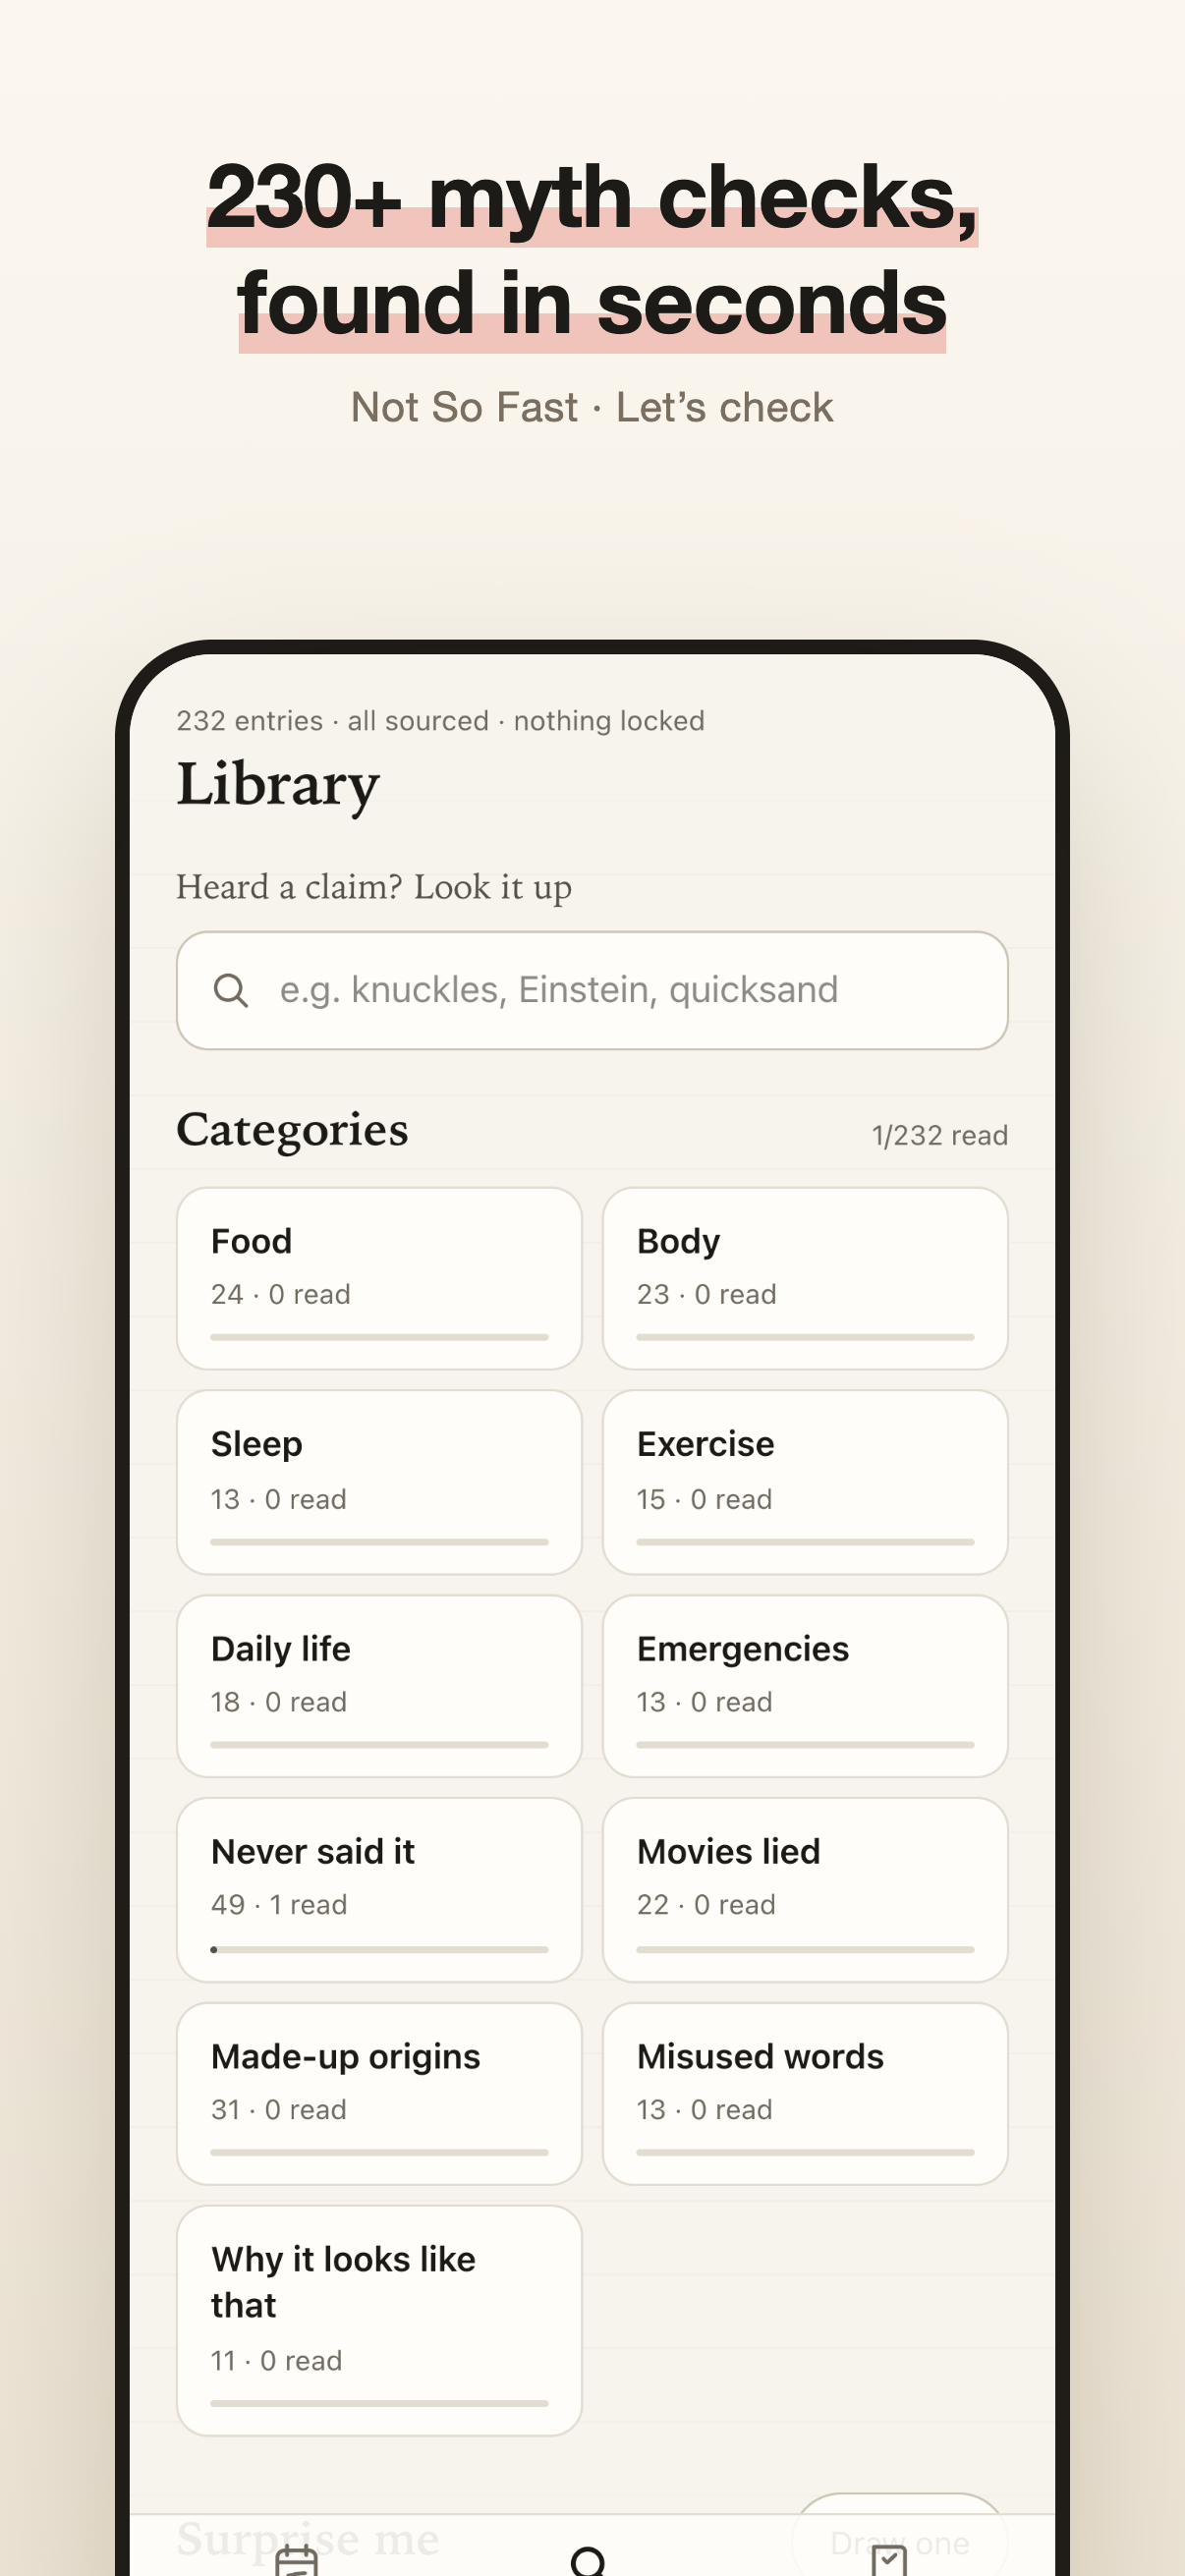 230+ myth checks,
found in seconds
Not So Fast · Let’s check
232 entries · all sourced · nothing locked
Library
Heard a claim? Look it up
e.g. knuckles, Einstein, quicksand
Categories
1/232 read
Food
24 · 0 read
Body
23 · 0 read
Sleep
13 · 0 read
Exercise
15 · 0 read
Daily life
18 · 0 read
Emergencies
13 · 0 read
Never said it
49 · 1 read
Movies lied
22 · 0 read
Made-up origins
31 · 0 read
Misused words
13 · 0 read
Why it looks like
that
11 · 0 read
Surprise me
Draw one